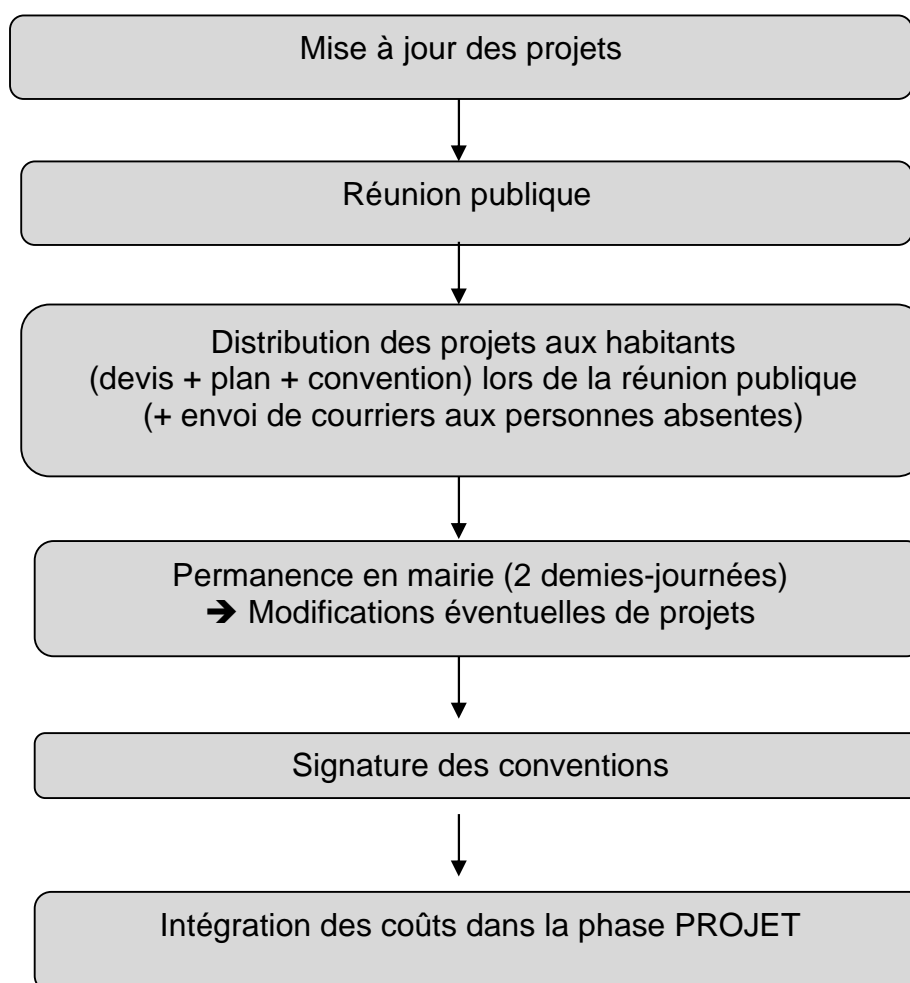 Mise à jour des projets
Réunion publique
Distribution des projets aux habitants
(devis + plan + convention) lors de la réunion publique
(+ envoi de courriers aux personnes absentes)
Permanence en mairie (2 demies-journées)
➔ Modifications éventuelles de projets
Signature des conventions
Intégration des coûts dans la phase PROJET